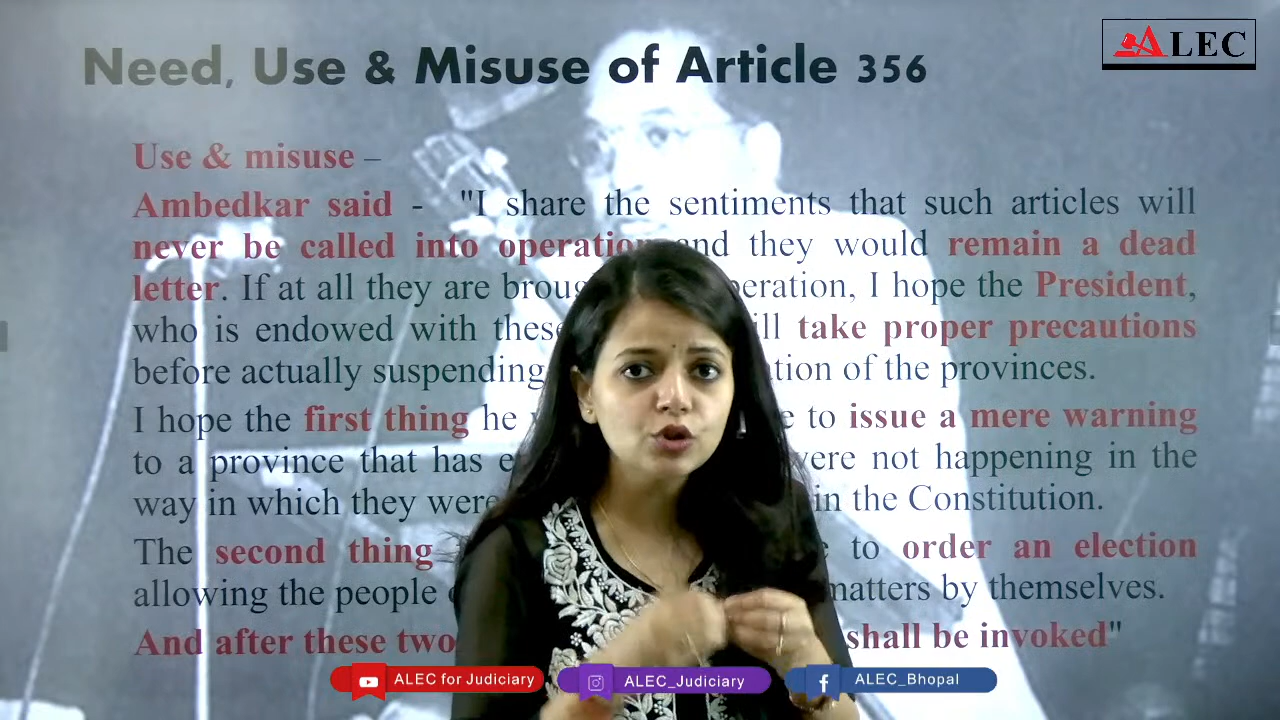 Need, Use & Misuse of Article 356
ALEC
Use & misuse –
Ambedkar said - "I share the sentiments that such articles will
never be called into operation and they would remain a dead
letter. If at all they are operation, I hope the President,
who is endowed with these take proper precautions
before actually suspending of the provinces.
I hope the first thing he to issue a mere warning
to a province that has were not happening in the
way in which they were in the Constitution.
The second thing to order an election
allowing the people matters by themselves.
And after these two shall be invoked"
ALEC for Judiciary
ALEC_Judiciary
ALEC_Bhopal